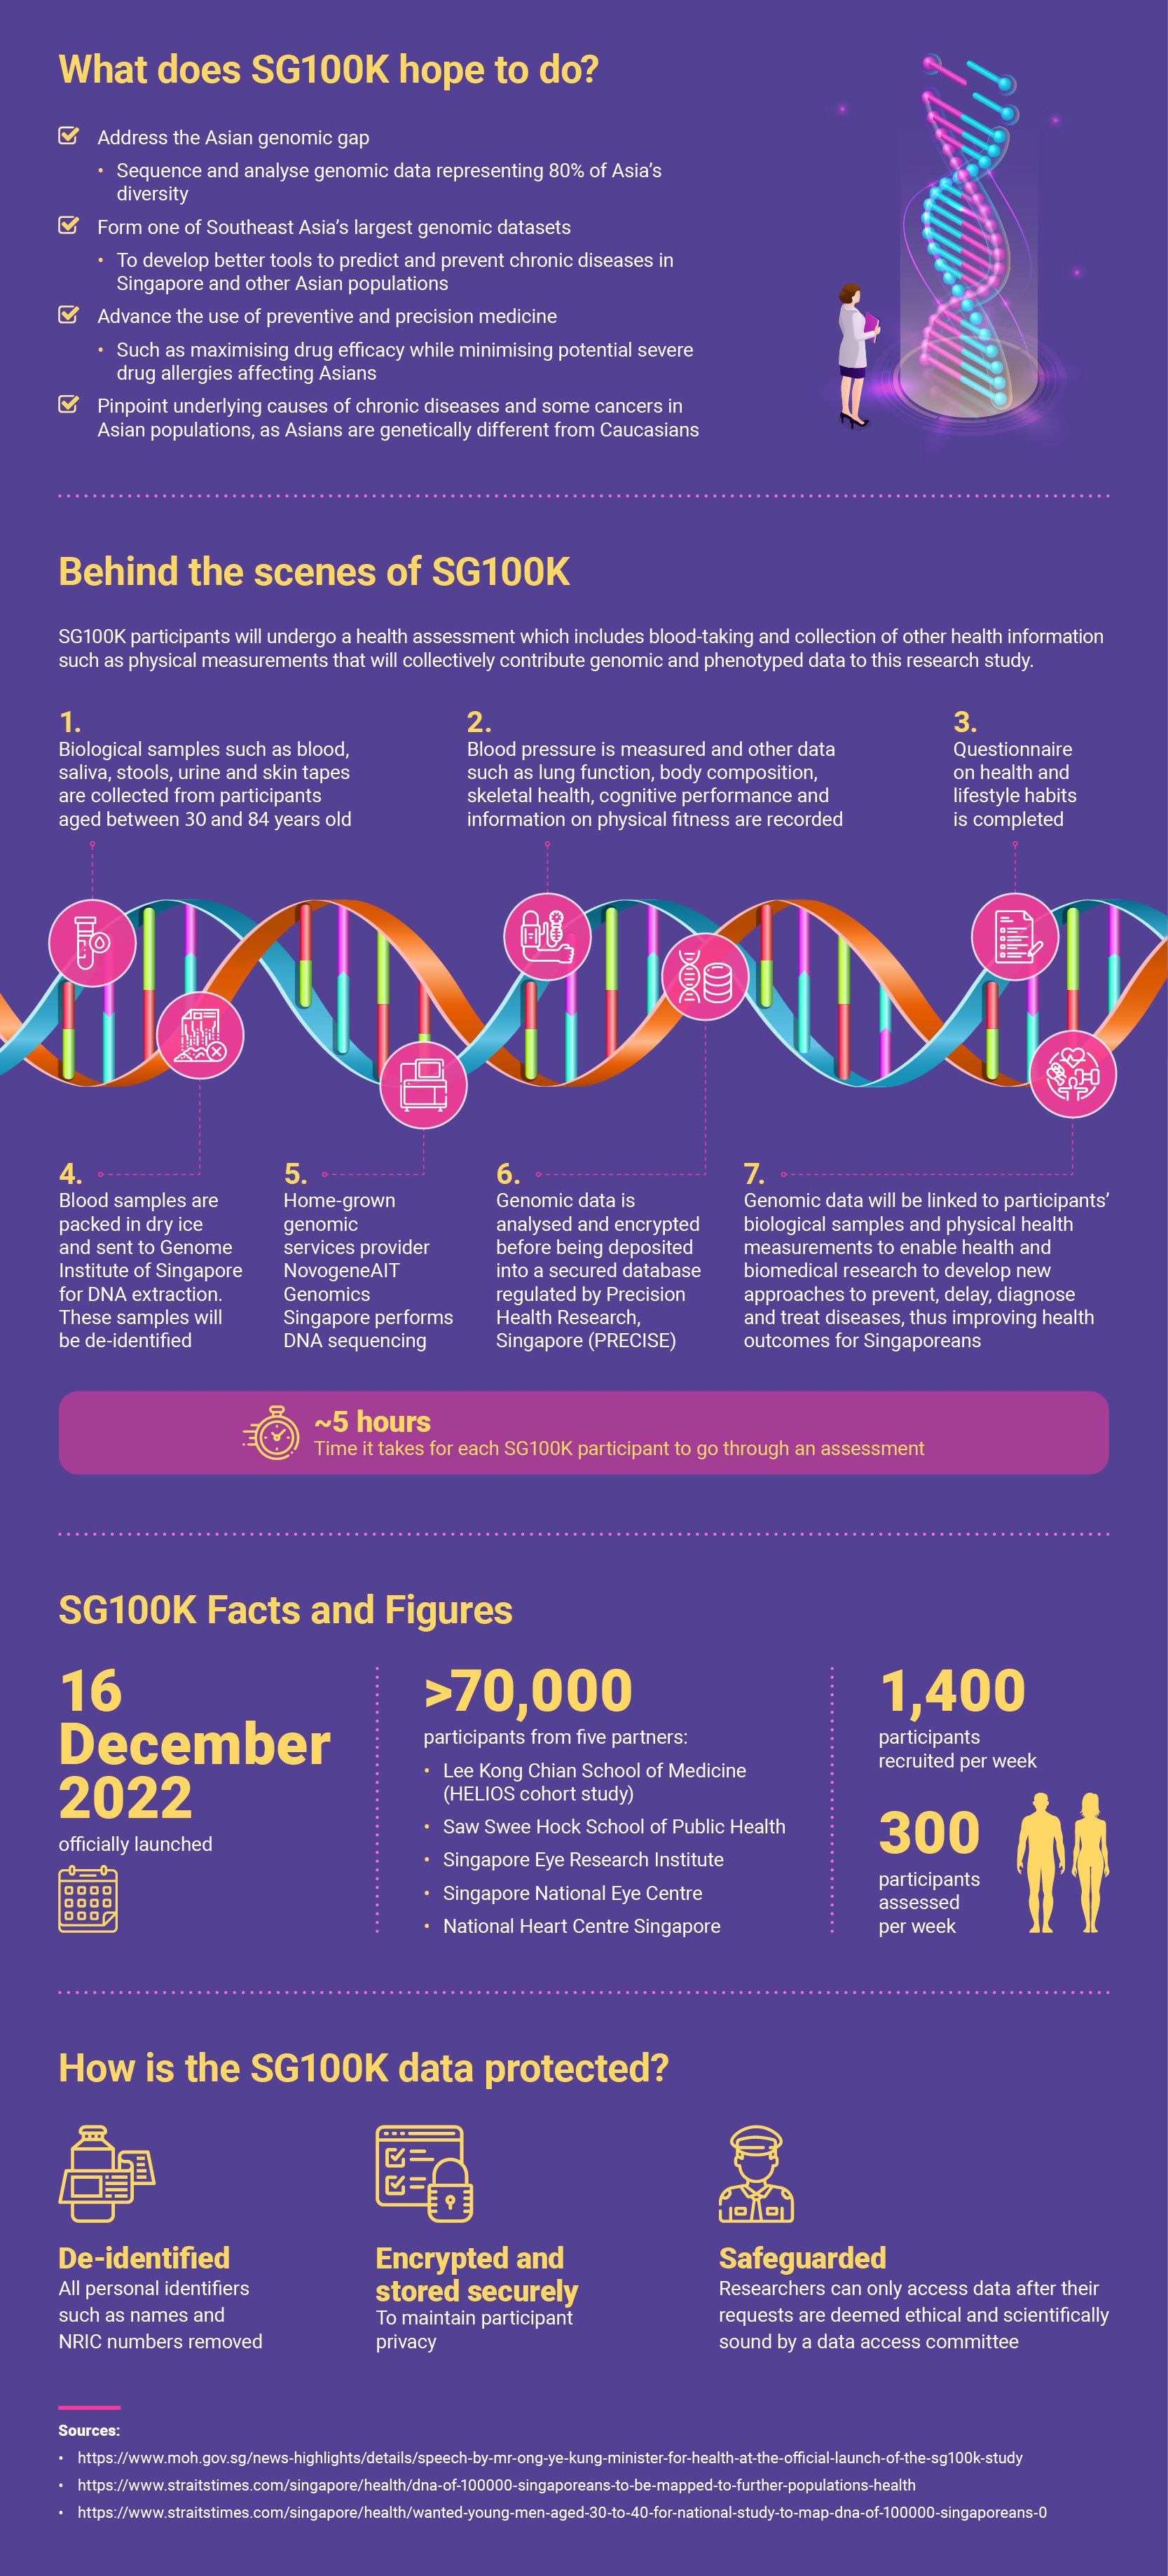 What does SG100K hope to do?
Address the Asian genomic gap
• Sequence and analyse genomic data representing 80% of Asia’s
diversity
Form one of Southeast Asia’s largest genomic datasets
• To develop better tools to predict and prevent chronic diseases in
Singapore and other Asian populations
Advance the use of preventive and precision medicine
• Such as maximising drug efficacy while minimising potential severe
drug allergies affecting Asians
Pinpoint underlying causes of chronic diseases and some cancers in
Asian populations, as Asians are genetically different from Caucasians
Behind the scenes of SG100K
SG100K participants will undergo a health assessment which includes blood-taking and collection of other health information
such as physical measurements that will collectively contribute genomic and phenotyped data to this research study.
1.
Biological samples such as blood,
saliva, stools, urine and skin tapes
are collected from participants
aged between 30 and 84 years old
2.
Blood pressure is measured and other data
such as lung function, body composition,
skeletal health, cognitive performance and
information on physical fitness are recorded
3.
Questionnaire
on health and
lifestyle habits
is completed
4.
Blood samples are
packed in dry ice
and sent to Genome
Institute of Singapore
for DNA extraction.
These samples will
be de-identified
5.
Home-grown
genomic
services provider
NovogeneAIT
Genomics
Singapore performs
DNA sequencing
6.
Genomic data is
analysed and encrypted
before being deposited
into a secured database
regulated by Precision
Health Research,
Singapore (PRECISE)
7.
Genomic data will be linked to participants’
biological samples and physical health
measurements to enable health and
biomedical research to develop new
approaches to prevent, delay, diagnose
and treat diseases, thus improving health
outcomes for Singaporeans
~5 hours
Time it takes for each SG100K participant to go through an assessment
SG100K Facts and Figures
16
December
2022
officially launched
>70,000
participants from five partners:
• Lee Kong Chian School of Medicine
(HELIOS cohort study)
• Saw Swee Hock School of Public Health
• Singapore Eye Research Institute
• Singapore National Eye Centre
• National Heart Centre Singapore
1,400
participants
recruited per week
300
participants
assessed
per week
How is the SG100K data protected?
De-identified
All personal identifiers
such as names and
NRIC numbers removed
Encrypted and
stored securely
To maintain participant
privacy
Safeguarded
Researchers can only access data after their
requests are deemed ethical and scientifically
sound by a data access committee
Sources:
• https://www.moh.gov.sg/news-highlights/details/speech-by-mr-ong-ye-kung-minister-for-health-at-the-official-launch-of-the-sg100k-study
• https://www.straitstimes.com/singapore/health/dna-of-100000-singaporeans-to-be-mapped-to-further-populations-health
• https://www.straitstimes.com/singapore/health/wanted-young-men-aged-30-to-40-for-national-study-to-map-dna-of-100000-singaporeans-0